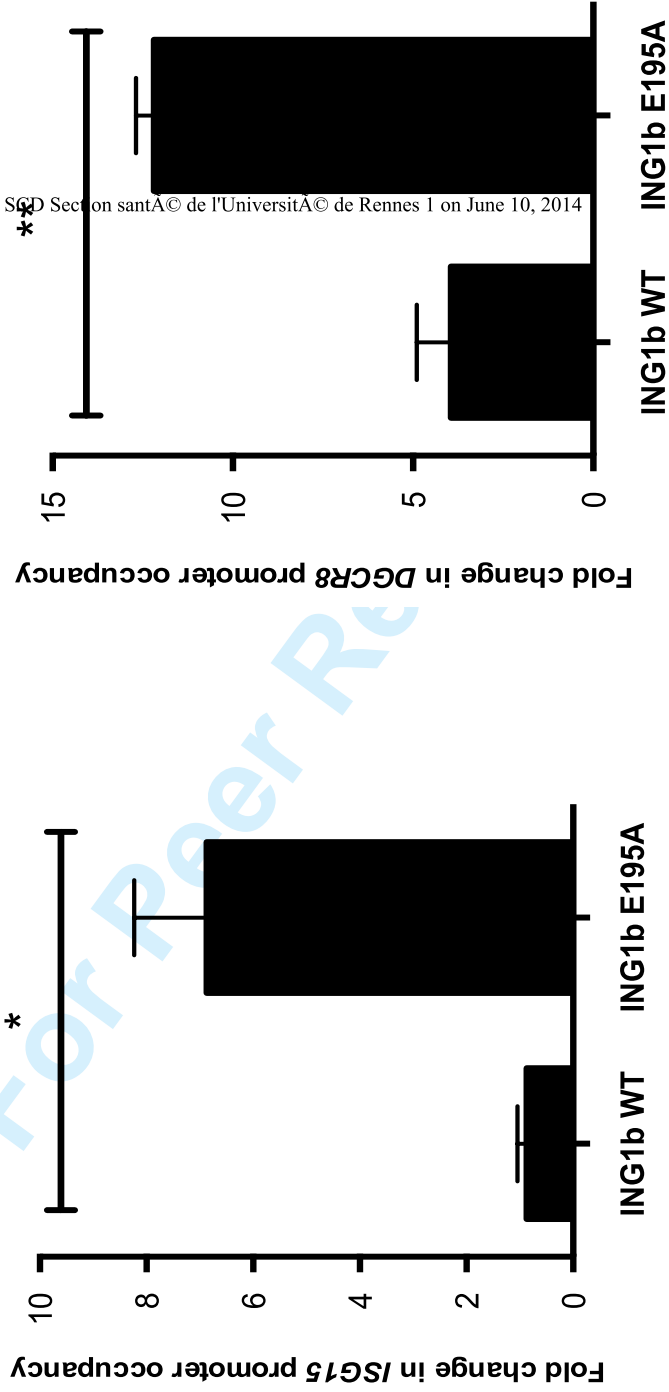 **
SCD Section santÃ© de l'UniversitÃ© de Rennes 1 on June 10, 2014
Fold change in DGCR8 promoter occupancy
15
10
5
0
ING1b WT
ING1b E195A
For Peer Re
*
Fold change in ISG15 promoter occupancy
10
8
6
4
2
0
ING1b WT
ING1b E195A